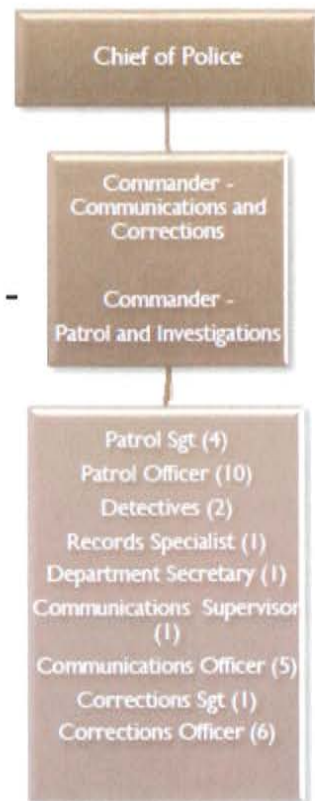 Chief of Police
Commander -
Communications and
Corrections
Commander -
Patrol and Investigations
Patrol Sgt (4)
Patrol Officer (10)
Detectives (2)
Records Specialist (1)
Department Secretary (1)
Communications Supervisor
(1)
Communications Officer (5)
Corrections Sgt (1)
Corrections Officer (6)